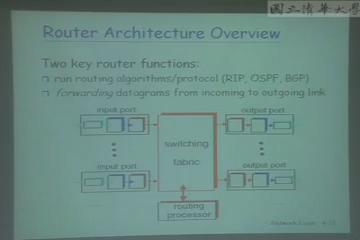 國立清華大學
Router Architecture Overview
Two key router functions:
run routing algorithms/protocol (RIP, OSPF, BGP)
forwarding datagrams from incoming to outgoing link
input port
output port
switching
fabric
input port
output port
routing
processor
Network Layer